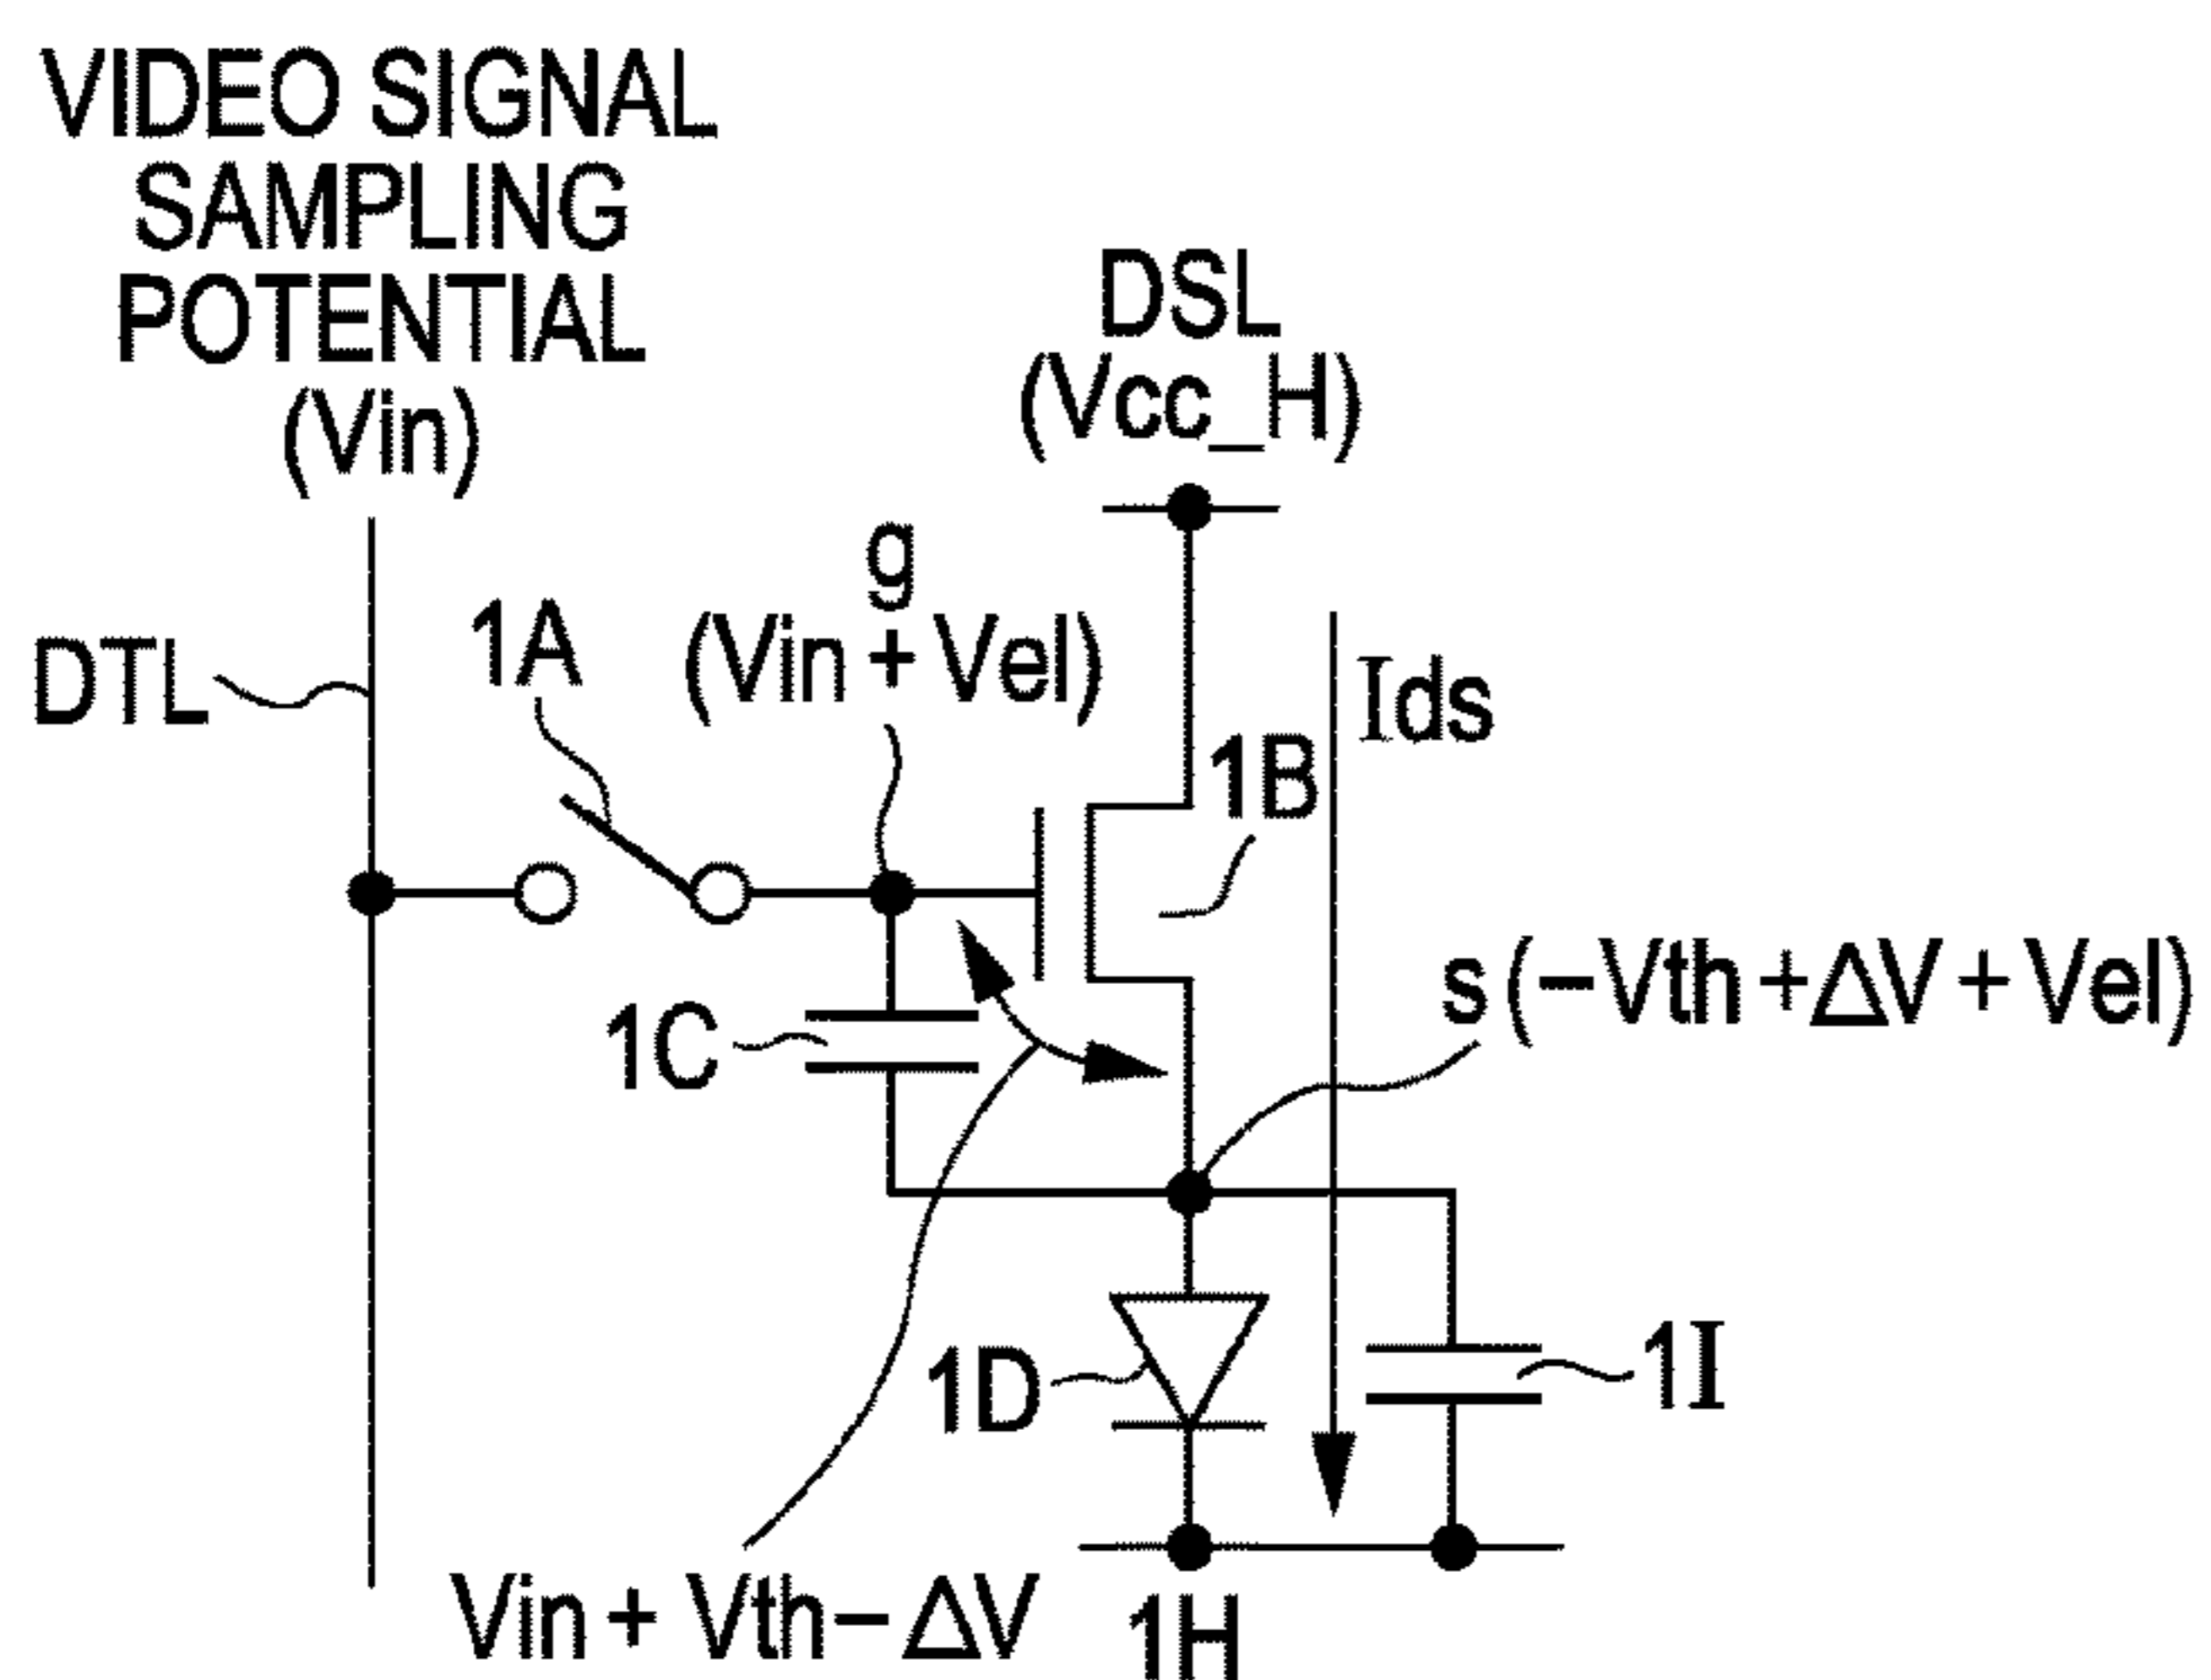 VIDEO SIGNAL
SAMPLING
POTENTIAL
(Vin)
DSL
(Vcc_H)
g
(Vin + Vel)
1A
DTL
Ids
1B
s (−Vth + ΔV + Vel)
1C
1D
1I
Vin + Vth − ΔV
1H